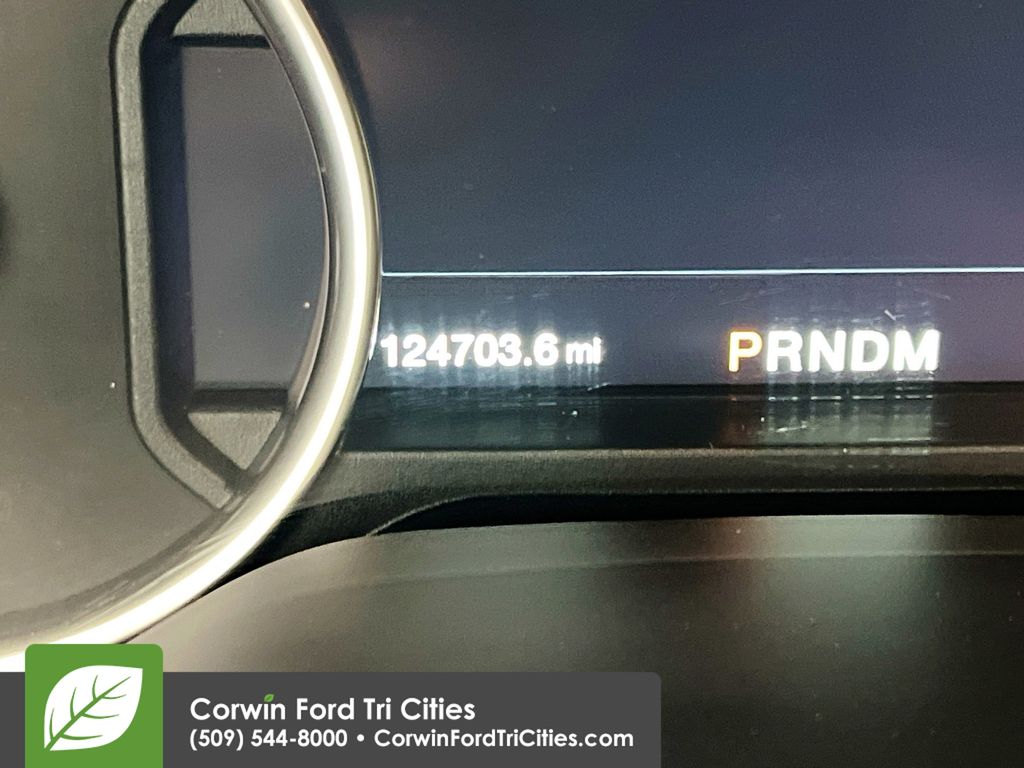 124703.6 mi PRNDM
Corwin Ford Tri Cities
(509) 544-8000 • CorwinFordTriCities.com